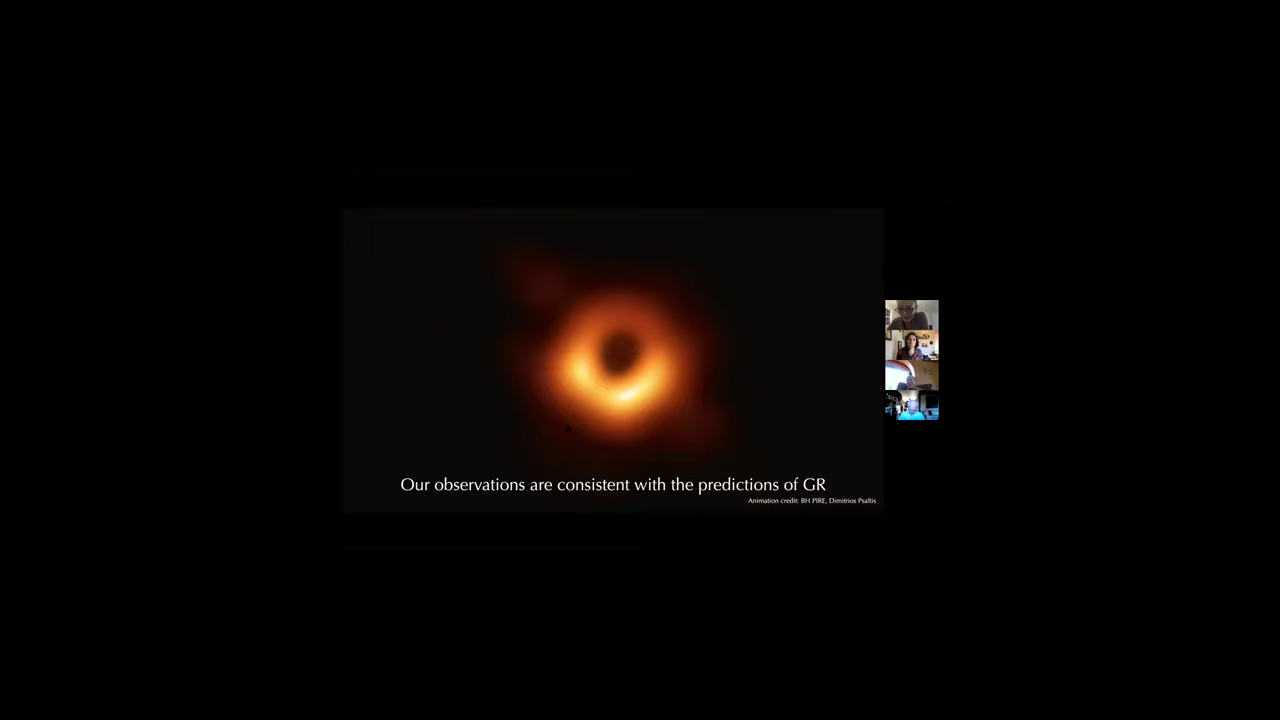 Our observations are consistent with the predictions of GR
Animation credit: BH PIRE, Dimitrios Psaltis